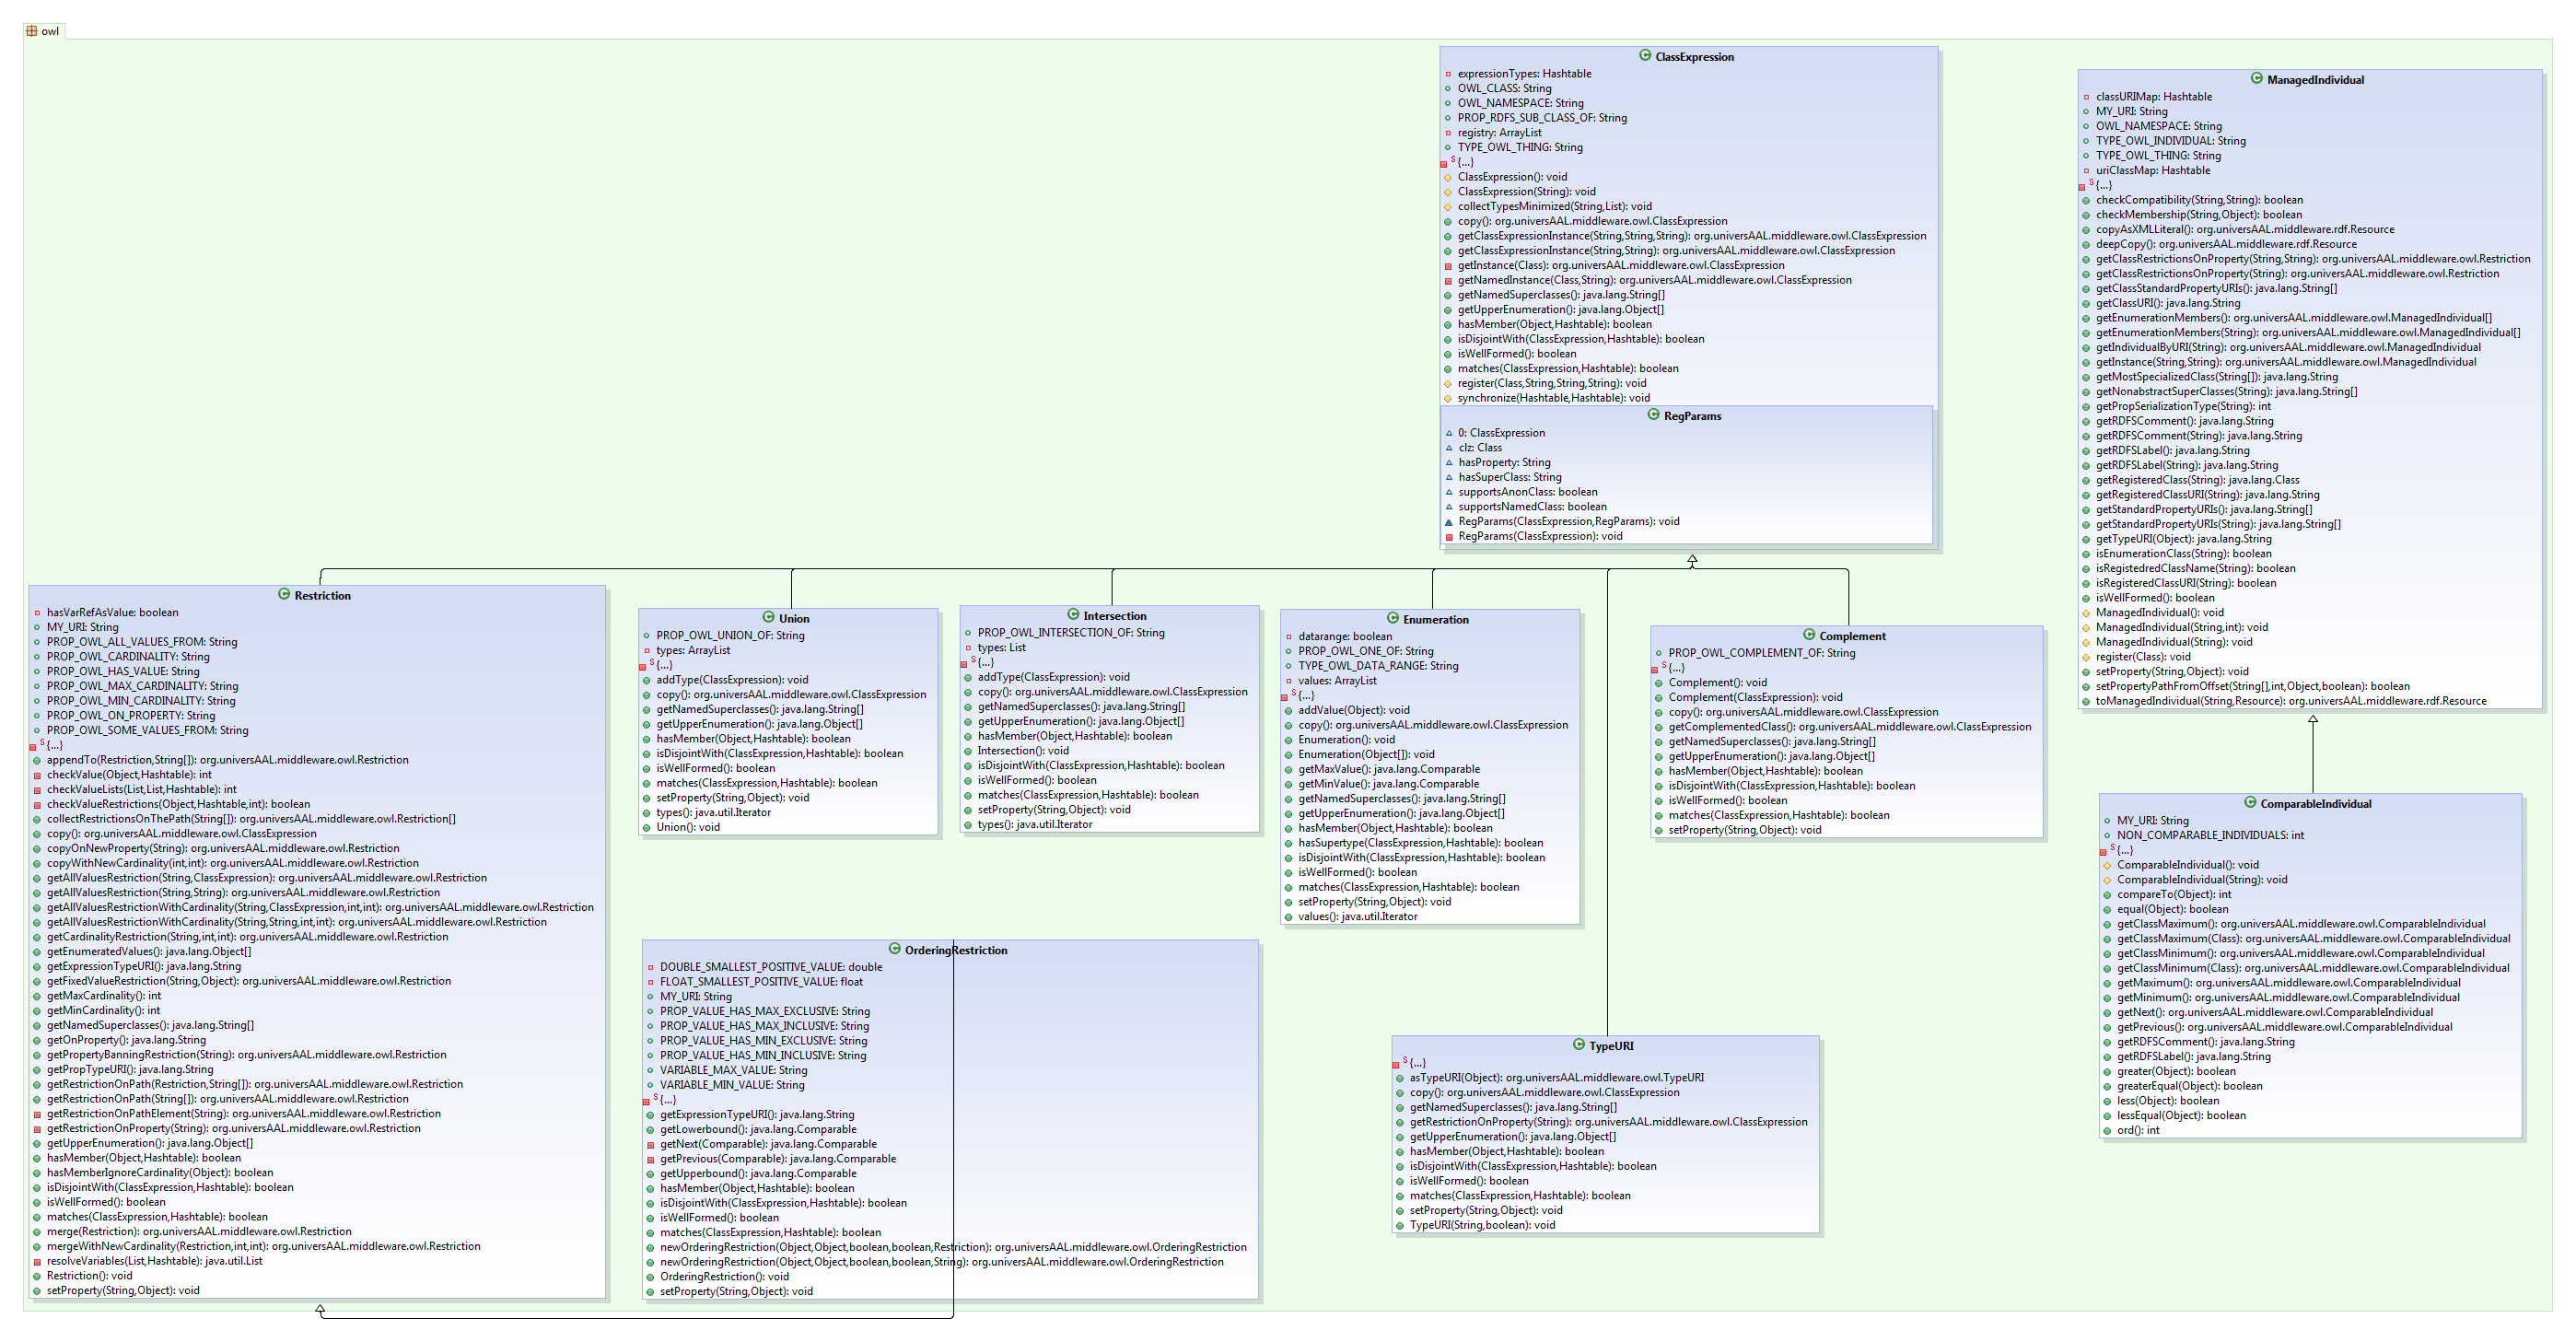 owl
ClassExpression
expressionTypes: Hashtable
OWL_CLASS: String
OWL_NAMESPACE: String
PROP_RDFS_SUB_CLASS_OF: String
registry: ArrayList
TYPE_OWL_THING: String
S {...}
ClassExpression(): void
ClassExpression(String): void
collectTypesMinimized(String,List): void
copy(): org.universAAL.middleware.owl.ClassExpression
getClassExpressionInstance(String,String,String): org.universAAL.middleware.owl.ClassExpression
getClassExpressionInstance(String,String): org.universAAL.middleware.owl.ClassExpression
getInstance(Class): org.universAAL.middleware.owl.ClassExpression
getNamedInstance(Class,String): org.universAAL.middleware.owl.ClassExpression
getNamedSuperclasses(): java.lang.String[]
getUpperEnumeration(): java.lang.Object[]
hasMember(Object,Hashtable): boolean
isDisjointWith(ClassExpression,Hashtable): boolean
isWellFormed(): boolean
matches(ClassExpression,Hashtable): boolean
register(Class,String,String,String): void
synchronize(Hashtable,Hashtable): void
RegParams
0: ClassExpression
clz: Class
hasProperty: String
hasSuperClass: String
supportsAnonClass: boolean
supportsNamedClass: boolean
RegParams(ClassExpression,RegParams): void
RegParams(ClassExpression): void
ManagedIndividual
classURIMap: Hashtable
MY_URI: String
OWL_NAMESPACE: String
TYPE_OWL_INDIVIDUAL: String
TYPE_OWL_THING: String
uriClassMap: Hashtable
S {...}
checkCompatibility(String,String): boolean
checkMembership(String,Object): boolean
copyAsXMLLiteral(): org.universAAL.middleware.rdf.Resource
deepCopy(): org.universAAL.middleware.rdf.Resource
getClassRestrictionsOnProperty(String,String): org.universAAL.middleware.owl.Restriction
getClassRestrictionsOnProperty(String): org.universAAL.middleware.owl.Restriction
getClassStandardPropertyURIs(): java.lang.String[]
getClassURI(): java.lang.String
getEnumerationMembers(): org.universAAL.middleware.owl.ManagedIndividual[]
getEnumerationMembers(String): org.universAAL.middleware.owl.ManagedIndividual[]
getIndividualByURI(String): org.universAAL.middleware.owl.ManagedIndividual
getInstance(String,String): org.universAAL.middleware.owl.ManagedIndividual
getMostSpecializedClass(String[]): java.lang.String
getNonabstractSuperClasses(String): java.lang.String[]
getPropSerializationType(String): int
getRDFSComment(): java.lang.String
getRDFSComment(String): java.lang.String
getRDFSLabel(): java.lang.String
getRDFSLabel(String): java.lang.String
getRegisteredClass(String): java.lang.Class
getRegisteredClassURI(String): java.lang.String
getStandardPropertyURIs(): java.lang.String[]
getStandardPropertyURIs(String): java.lang.String[]
getTypeURI(Object): java.lang.String
isEnumerationClass(String): boolean
isRegistedredClassName(String): boolean
isRegisteredClassURI(String): boolean
isWellFormed(): boolean
ManagedIndividual(): void
ManagedIndividual(String,int): void
ManagedIndividual(String): void
register(Class): void
setProperty(String,Object): void
setPropertyPathFromOffset(String[],int,Object,boolean): boolean
toManagedIndividual(String,Resource): org.universAAL.middleware.rdf.Resource
Restriction
hasVarRefAsValue: boolean
MY_URI: String
PROP_OWL_ALL_VALUES_FROM: String
PROP_OWL_CARDINALITY: String
PROP_OWL_HAS_VALUE: String
PROP_OWL_MAX_CARDINALITY: String
PROP_OWL_MIN_CARDINALITY: String
PROP_OWL_ON_PROPERTY: String
PROP_OWL_SOME_VALUES_FROM: String
S {...}
appendTo(Restriction,String[]): org.universAAL.middleware.owl.Restriction
checkValue(Object,Hashtable): int
checkValueLists(List,List,Hashtable): int
checkValueRestrictions(Object,Hashtable,int): boolean
collectRestrictionsOnThePath(String[]): org.universAAL.middleware.owl.Restriction[]
copy(): org.universAAL.middleware.owl.ClassExpression
copyOnNewProperty(String): org.universAAL.middleware.owl.Restriction
copyWithNewCardinality(int,int): org.universAAL.middleware.owl.Restriction
getAllValuesRestriction(String,ClassExpression): org.universAAL.middleware.owl.Restriction
getAllValuesRestriction(String,String): org.universAAL.middleware.owl.Restriction
getAllValuesRestrictionWithCardinality(String,ClassExpression,int,int): org.universAAL.middleware.owl.Restriction
getAllValuesRestrictionWithCardinality(String,String,int,int): org.universAAL.middleware.owl.Restriction
getCardinalityRestriction(String,int,int): org.universAAL.middleware.owl.Restriction
getEnumeratedValues(): java.lang.Object[]
getExpressionTypeURI(): java.lang.String
getFixedValueRestriction(String,Object): org.universAAL.middleware.owl.Restriction
getMaxCardinality(): int
getMinCardinality(): int
getNamedSuperclasses(): java.lang.String[]
getOnProperty(): java.lang.String
getPropertyBanningRestriction(String): org.universAAL.middleware.owl.Restriction
getPropTypeURI(): java.lang.String
getRestrictionOnPath(Restriction,String[]): org.universAAL.middleware.owl.Restriction
getRestrictionOnPath(String[]): org.universAAL.middleware.owl.Restriction
getRestrictionOnPathElement(String): org.universAAL.middleware.owl.Restriction
getRestrictionOnProperty(String): org.universAAL.middleware.owl.Restriction
getUpperEnumeration(): java.lang.Object[]
hasMember(Object,Hashtable): boolean
hasMemberIgnoreCardinality(Object): boolean
isDisjointWith(ClassExpression,Hashtable): boolean
isWellFormed(): boolean
matches(ClassExpression,Hashtable): boolean
merge(Restriction): org.universAAL.middleware.owl.Restriction
mergeWithNewCardinality(Restriction,int,int): org.universAAL.middleware.owl.Restriction
resolveVariables(List,Hashtable): java.util.List
Restriction(): void
setProperty(String,Object): void
Union
PROP_OWL_UNION_OF: String
types: ArrayList
S {...}
addType(ClassExpression): void
copy(): org.universAAL.middleware.owl.ClassExpression
getNamedSuperclasses(): java.lang.String[]
getUpperEnumeration(): java.lang.Object[]
hasMember(Object,Hashtable): boolean
isDisjointWith(ClassExpression,Hashtable): boolean
isWellFormed(): boolean
matches(ClassExpression,Hashtable): boolean
setProperty(String,Object): void
types(): java.util.Iterator
Union(): void
Intersection
PROP_OWL_INTERSECTION_OF: String
types: List
S {...}
addType(ClassExpression): void
copy(): org.universAAL.middleware.owl.ClassExpression
getNamedSuperclasses(): java.lang.String[]
getUpperEnumeration(): java.lang.Object[]
hasMember(Object,Hashtable): boolean
Intersection(): void
isDisjointWith(ClassExpression,Hashtable): boolean
isWellFormed(): boolean
matches(ClassExpression,Hashtable): boolean
setProperty(String,Object): void
types(): java.util.Iterator
Enumeration
datarange: boolean
PROP_OWL_ONE_OF: String
TYPE_OWL_DATA_RANGE: String
values: ArrayList
S {...}
addValue(Object): void
copy(): org.universAAL.middleware.owl.ClassExpression
Enumeration(): void
Enumeration(Object[]): void
getMaxValue(): java.lang.Comparable
getMinValue(): java.lang.Comparable
getNamedSuperclasses(): java.lang.String[]
getUpperEnumeration(): java.lang.Object[]
hasMember(Object,Hashtable): boolean
hasSupertype(ClassExpression,Hashtable): boolean
isDisjointWith(ClassExpression,Hashtable): boolean
isWellFormed(): boolean
matches(ClassExpression,Hashtable): boolean
setProperty(String,Object): void
values(): java.util.Iterator
Complement
PROP_OWL_COMPLEMENT_OF: String
S {...}
Complement(): void
Complement(ClassExpression): void
copy(): org.universAAL.middleware.owl.ClassExpression
getComplementedClass(): org.universAAL.middleware.owl.ClassExpression
getNamedSuperclasses(): java.lang.String[]
getUpperEnumeration(): java.lang.Object[]
hasMember(Object,Hashtable): boolean
isDisjointWith(ClassExpression,Hashtable): boolean
isWellFormed(): boolean
matches(ClassExpression,Hashtable): boolean
setProperty(String,Object): void
OrderingRestriction
DOUBLE_SMALLEST_POSITIVE_VALUE: double
FLOAT_SMALLEST_POSITIVE_VALUE: float
MY_URI: String
PROP_VALUE_HAS_MAX_EXCLUSIVE: String
PROP_VALUE_HAS_MAX_INCLUSIVE: String
PROP_VALUE_HAS_MIN_EXCLUSIVE: String
PROP_VALUE_HAS_MIN_INCLUSIVE: String
VARIABLE_MAX_VALUE: String
VARIABLE_MIN_VALUE: String
S {...}
getExpressionTypeURI(): java.lang.String
getLowerbound(): java.lang.Comparable
getNext(Comparable): java.lang.Comparable
getPrevious(Comparable): java.lang.Comparable
getUpperbound(): java.lang.Comparable
hasMember(Object,Hashtable): boolean
isDisjointWith(ClassExpression,Hashtable): boolean
isWellFormed(): boolean
matches(ClassExpression,Hashtable): boolean
newOrderingRestriction(Object,Object,boolean,boolean,Restriction): org.universAAL.middleware.owl.OrderingRestriction
newOrderingRestriction(Object,Object,boolean,boolean,String): org.universAAL.middleware.owl.OrderingRestriction
OrderingRestriction(): void
setProperty(String,Object): void
TypeURI
S {...}
asTypeURI(Object): org.universAAL.middleware.owl.TypeURI
copy(): org.universAAL.middleware.owl.ClassExpression
getNamedSuperclasses(): java.lang.String[]
getRestrictionOnProperty(String): org.universAAL.middleware.owl.ClassExpression
getUpperEnumeration(): java.lang.Object[]
hasMember(Object,Hashtable): boolean
isDisjointWith(ClassExpression,Hashtable): boolean
isWellFormed(): boolean
matches(ClassExpression,Hashtable): boolean
setProperty(String,Object): void
TypeURI(String,boolean): void
ComparableIndividual
MY_URI: String
NON_COMPARABLE_INDIVIDUALS: int
S {...}
ComparableIndividual(): void
ComparableIndividual(String): void
compareTo(Object): int
equal(Object): boolean
getClassMaximum(): org.universAAL.middleware.owl.ComparableIndividual
getClassMaximum(Class): org.universAAL.middleware.owl.ComparableIndividual
getClassMinimum(): org.universAAL.middleware.owl.ComparableIndividual
getClassMinimum(Class): org.universAAL.middleware.owl.ComparableIndividual
getMaximum(): org.universAAL.middleware.owl.ComparableIndividual
getMinimum(): org.universAAL.middleware.owl.ComparableIndividual
getNext(): org.universAAL.middleware.owl.ComparableIndividual
getPrevious(): org.universAAL.middleware.owl.ComparableIndividual
getRDFSComment(): java.lang.String
getRDFSLabel(): java.lang.String
greater(Object): boolean
greaterEqual(Object): boolean
less(Object): boolean
lessEqual(Object): boolean
ord(): int